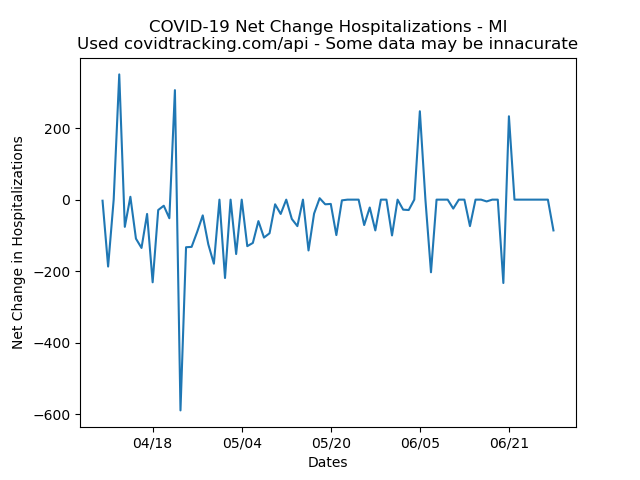 COVID-19 Net Change Hospitalizations - MI
Used covidtracking.com/api - Some data may be innacurate
Net Change in Hospitalizations
200
0
−200
−400
−600
04/18 05/04 05/20 06/05 06/21
Dates